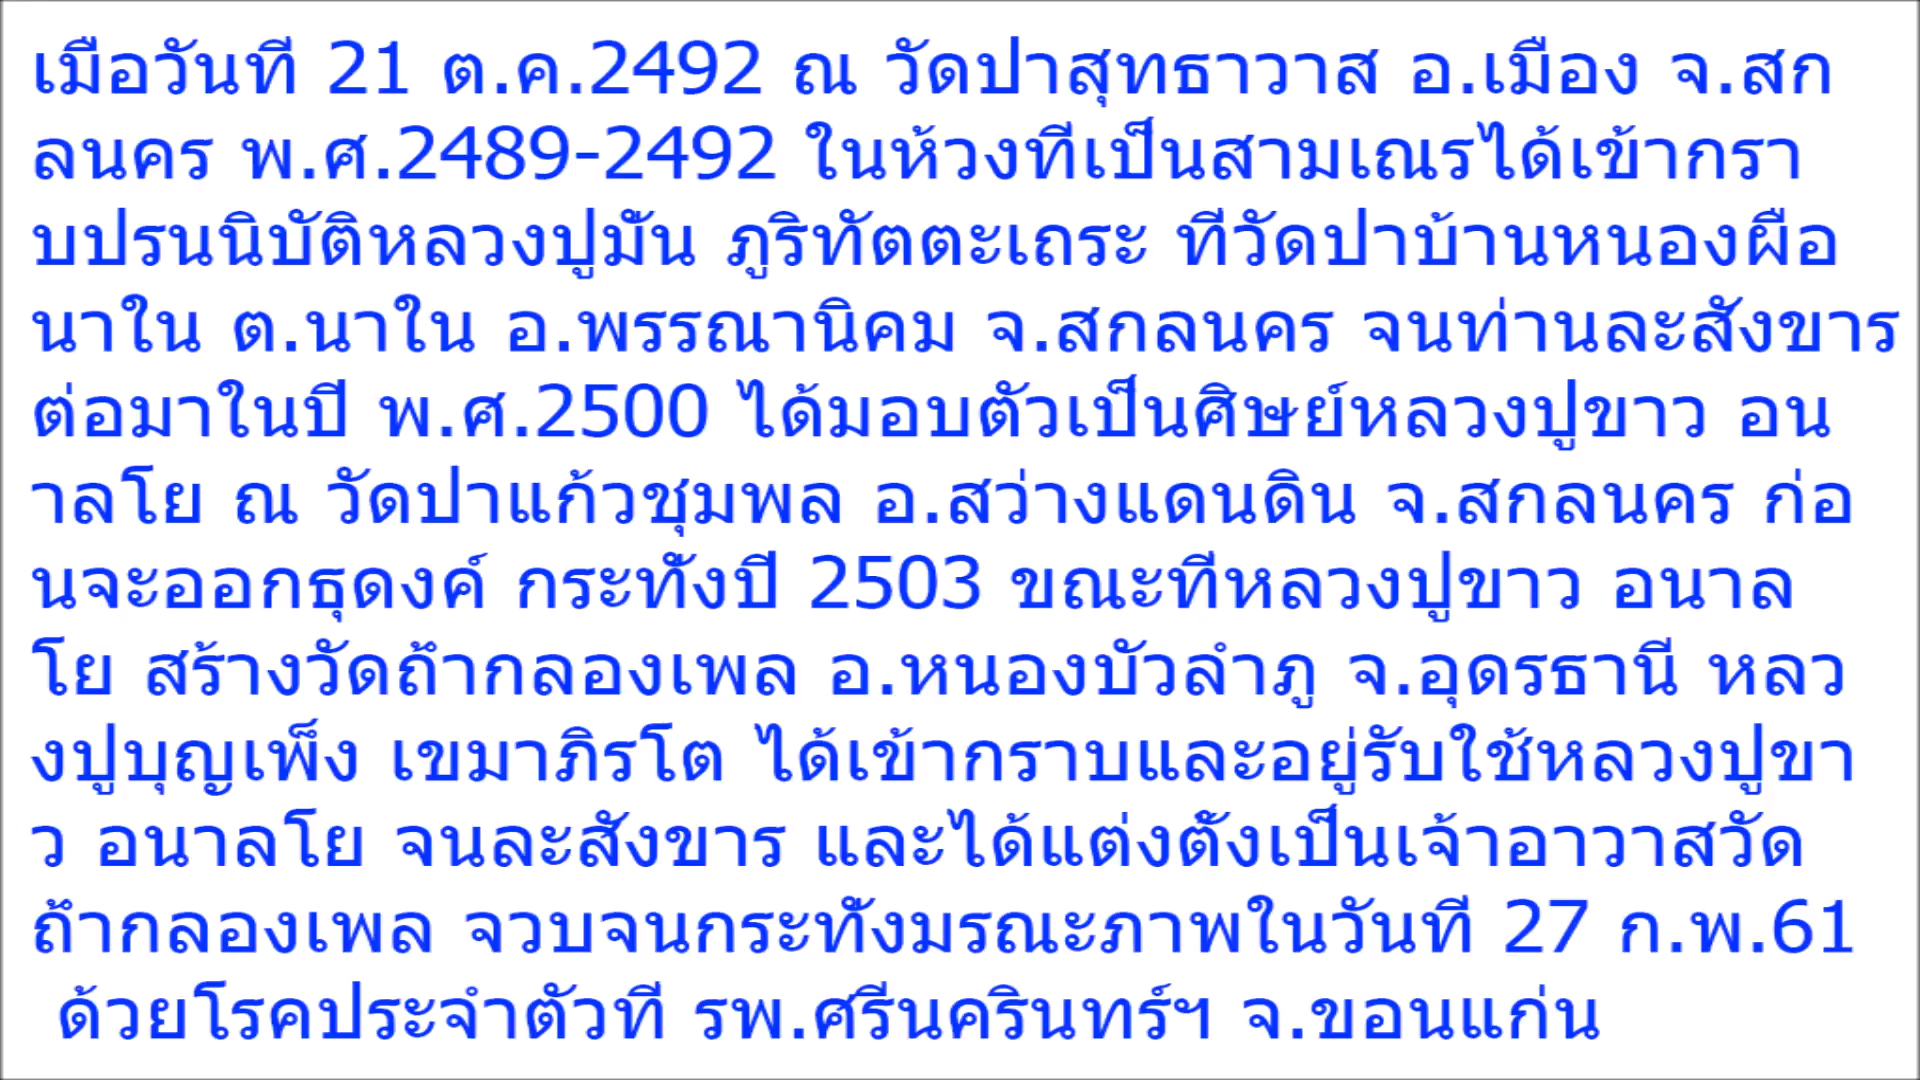 เมื่อวันที่ 21 ต.ค.2492 ณ วัดป่าสุทธาวาส อ.เมือง จ.สก
ลนคร พ.ศ.2489-2492 ในห้วงที่เป็นสามเณรได้เข้ากรา
บปรนนิบัติหลวงปู่มั่น ภูริทัตตะเถระ ที่วัดป่าบ้านหนองผือ
นาใน ต.นาใน อ.พรรณานิคม จ.สกลนคร จนท่านละสังขาร
ต่อมาในปี พ.ศ.2500 ได้มอบตัวเป็นศิษย์หลวงปู่ขาว อน
าลโย ณ วัดป่าแก้วชุมพล อ.สว่างแดนดิน จ.สกลนคร ก่อ
นจะออกธุดงค์ กระทั่งปี 2503 ขณะที่หลวงปู่ขาว อนาล
โย สร้างวัดถ้ำกลองเพล อ.หนองบัวลำภู จ.อุดรธานี หลว
งปู่บุญเพ็ง เขมาภิรโต ได้เข้ากราบและอยู่รับใช้หลวงปู่ขา
ว อนาลโย จนละสังขาร และได้แต่งตั้งเป็นเจ้าอาวาสวัด
ถ้ำกลองเพล จวบจนกระทั่งมรณะภาพในวันที่ 27 ก.พ.61
ด้วยโรคประจำตัวที่ รพ.ศรีนครินทร์ฯ จ.ขอนแก่น